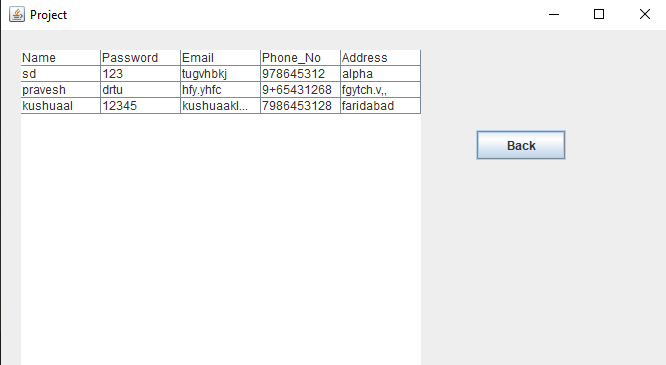 Project
Name Password Email Phone_No Address
sd 123 tugvhbkj 978645312 alpha
pravesh drtu hfy.yhfc 9+65431268 fgytch.v,,
kushuaal 12345 kushuaakl... 7986453128 faridabad
Back